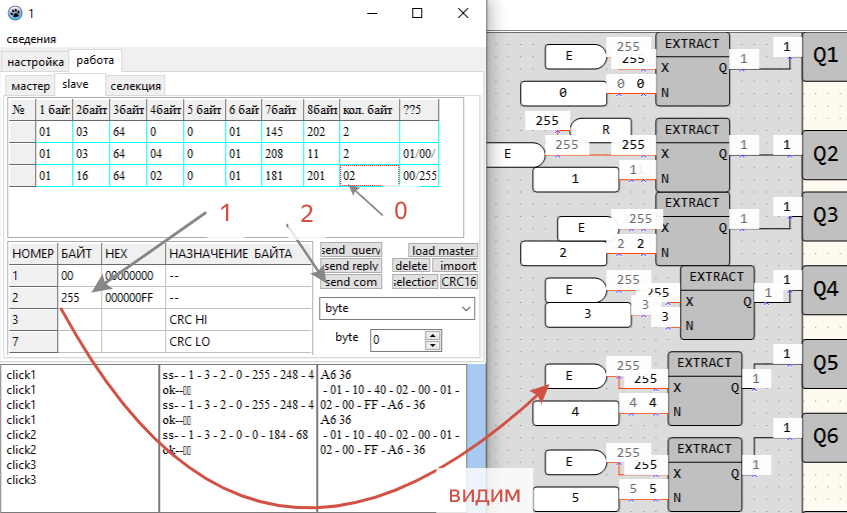 1
сведения
настройка работа
мастер slave селекция
№ 1 байт 2байт 3байт 4байт 5 байт 6 байт 7байт 8байт кол. байт ??5
01 03 64 0 0 01 145 202 2
01 03 64 04 0 01 208 11 2 01/00/
01 16 64 02 0 01 181 201 02 00/255
1 2 0
НОМЕР БАЙТ HEX НАЗНАЧЕНИЕ БАЙТА
1 00 00000000 --
2 255 000000FF --
3 CRC HI
7 CRC LO
send query load master
send reply delete import
send com selection CRC16
byte
byte 0
click1
click1
click1
click1
click2
click2
click3
click3
ss- - 1 - 3 - 2 - 0 - 255 - 248 - 4
ok--
ss- - 1 - 3 - 2 - 0 - 255 - 248 - 4
ok--
ss- - 1 - 3 - 2 - 0 - 0 - 184 - 68
ok--
A6 36
- 01 - 10 - 40 - 02 - 00 - 01 -
02 - 00 - FF - A6 - 36
A6 36
- 01 - 10 - 40 - 02 - 00 - 01 -
02 - 00 - FF - A6 - 36
видим
E 255 255 EXTRACT 1 1 Q1
X Q
0 0 0 N
255 R
E 255 255 EXTRACT 1 1 Q2
X Q
1 1 N
E 255 EXTRACT 1 1 Q3
X Q
2 2 2 N
E 255 255 EXTRACT 1 1 Q4
X Q
3 3 3 N
E 255 255 EXTRACT 1 1 Q5
X Q
4 4 4 N
E 255 255 EXTRACT 1 1 Q6
X Q
5 5 5 N